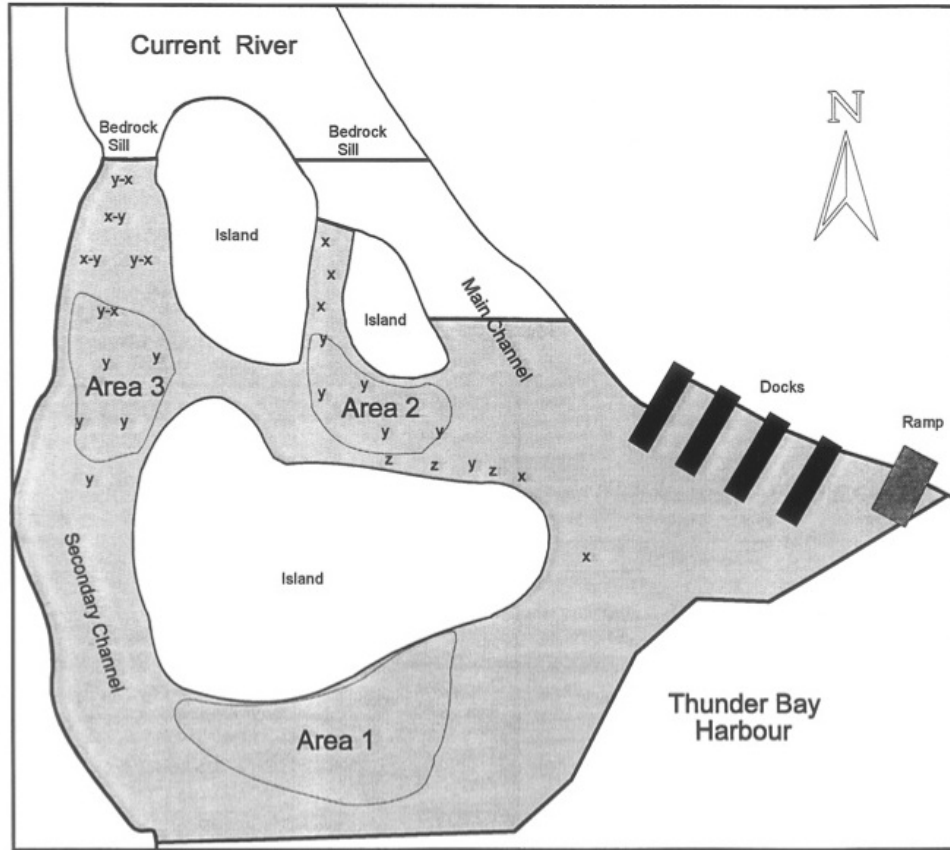 Current River
N
Bedrock
Sill
Bedrock
Sill
y-x
x-y
Island
x
x-y
y-x
x
Main Channel
y-x
x
Island
y
y
y
Docks
Area 3
y
y
Area 2
Ramp
y
y
y
y
z
z
y
z
x
y
x
Secondary Channel
Island
Thunder Bay
Harbour
Area 1